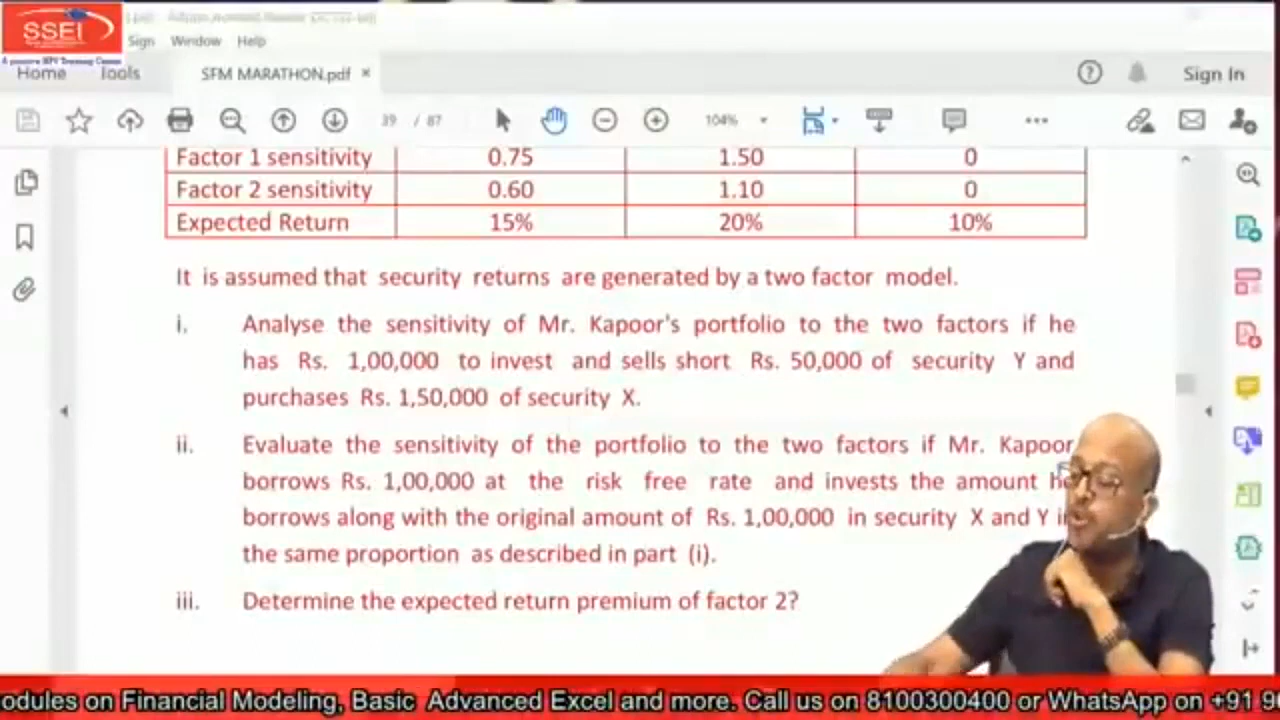 SSEI
Sign Window Help
Home Tools SFM MARATHON.pdf × Sign In
39 / 87 104%
Factor 1 sensitivity 0.75 1.50 0
Factor 2 sensitivity 0.60 1.10 0
Expected Return 15% 20% 10%
It is assumed that security returns are generated by a two factor model.
i. Analyse the sensitivity of Mr. Kapoor's portfolio to the two factors if he
has Rs. 1,00,000 to invest and sells short Rs. 50,000 of security Y and
purchases Rs. 1,50,000 of security X.
ii. Evaluate the sensitivity of the portfolio to the two factors if Mr. Kapoor
borrows Rs. 1,00,000 at the risk free rate and invests the amount
borrows along with the original amount of Rs. 1,00,000 in security X and Y
the same proportion as described in part (i).
iii. Determine the expected return premium of factor 2?
odules on Financial Modeling, Basic Advanced Excel and more. Call us on 8100300400 or WhatsApp on +91 9